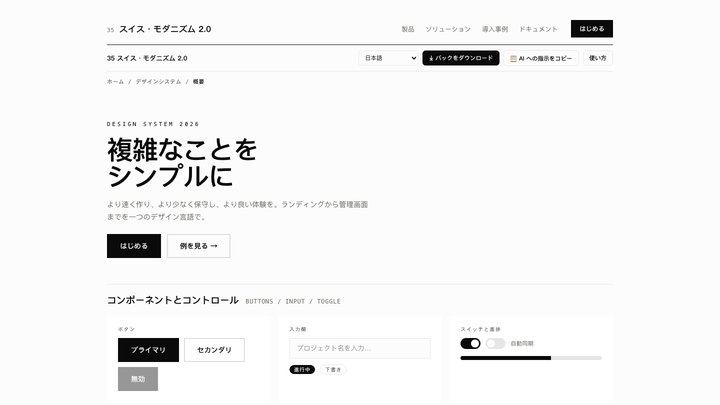 35 スイス・モダニズム 2.0
製品 ソリューション 導入事例 ドキュメント はじめる
35 スイス・モダニズム 2.0
日本語 パックをダウンロード AI への指示をコピー 使い方
ホーム / デザインシステム / 概要
DESIGN SYSTEM 2026
複雑なことを
シンプルに
より速く作り、より少なく保守し、より良い体験を。ランディングから管理画面
までを一つのデザイン言語で。
はじめる 例を見る →
コンポーネントとコントロール BUTTONS / INPUT / TOGGLE
ボタン
プライマリ セカンダリ
無効
入力欄
プロジェクト名を入力...
進行中 下書き
スイッチと進捗
自動同期